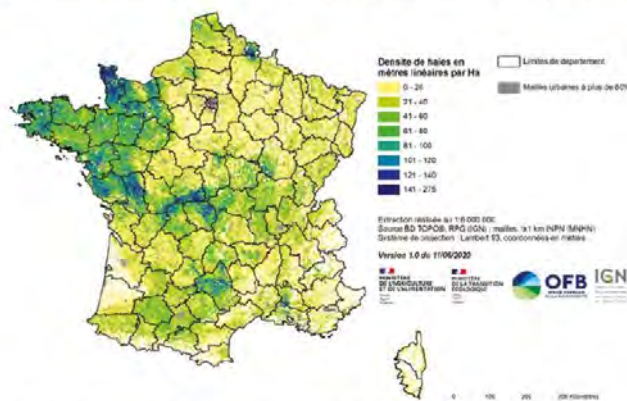 Densite de haies en
mètres linéaires par Ha
0 - 20
21 - 40
41 - 60
61 - 80
81 - 100
101 - 120
121 - 140
141 - 275
Limites de département
Mailles urbaines à plus de 60%
Extraction réalisée au 1:6 000 000
Source BD TOPO®, RPG (IGN) ; mailles, 1x1 km INPN (MNHN)
Système de projection : Lambert 93, coordonnées en mètres
Version 1.0 du 11/06/2020
MINISTÈRE
DE L'AGRICULTURE
ET DE L'ALIMENTATION
MINISTÈRE
DE LA TRANSITION
ÉCOLOGIQUE
OFB
IGN
0 100 200 300 Kilomètres